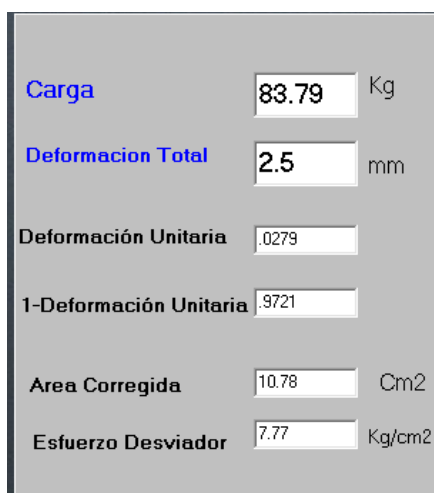 Carga 83.79 Kg
Deformacion Total 2.5 mm
Deformación Unitaria .0279
1-Deformación Unitaria .9721
Area Corregida 10.78 Cm2
Esfuerzo Desviador 7.77 Kg/cm2